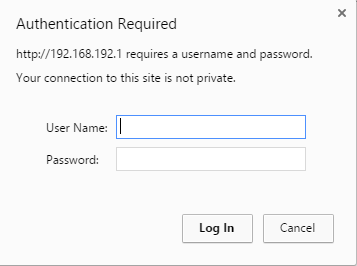 Authentication Required
http://192.168.192.1 requires a username and password.
Your connection to this site is not private.
User Name:
Password:
Log In
Cancel